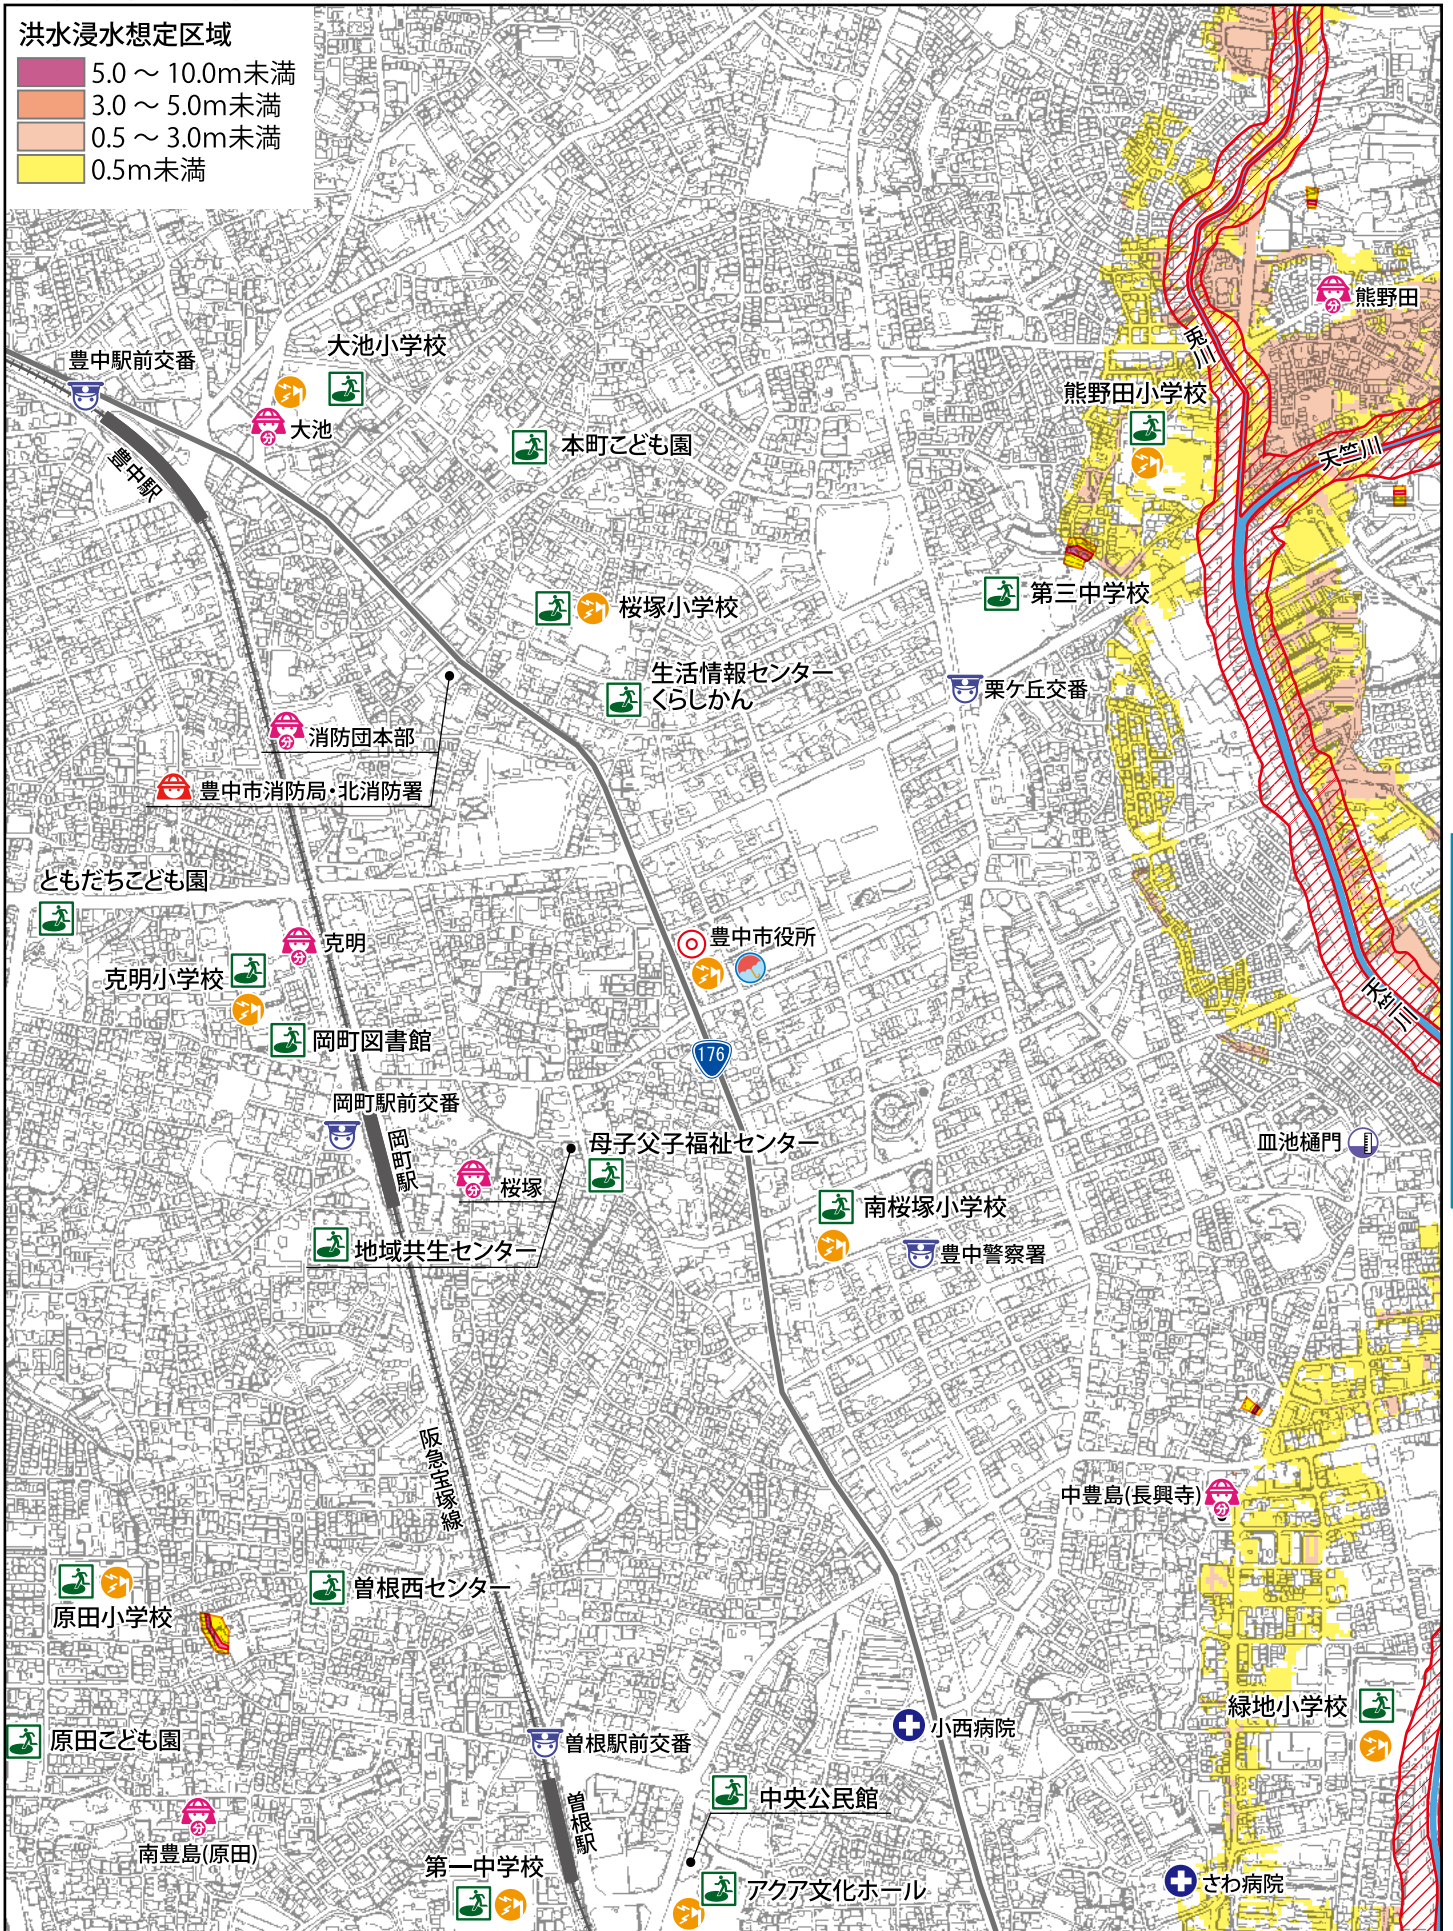 洪水浸水想定区域
5.0 ～ 10.0m未満
3.0 ～ 5.0m未満
0.5 ～ 3.0m未満
0.5m未満
熊野田
兎川
大池小学校
豊中駅前交番
熊野田小学校
大池
天竺川
本町こども園
豊中駅
第三中学校
桜塚小学校
生活情報センター
くらしかん
栗ケ丘交番
消防団本部
豊中市消防局・北消防署
ともだちこども園
豊中市役所
克明
克明小学校
天竺川
岡町図書館
176
岡町駅前交番
母子父子福祉センター
皿池樋門
岡町駅
桜塚
南桜塚小学校
地域共生センター
豊中警察署
阪急宝塚線
中豊島(長興寺)
曽根西センター
原田小学校
緑地小学校
小西病院
原田こども園
曽根駅前交番
中央公民館
曽根駅
南豊島(原田)
第一中学校
さわ病院
アクア文化ホール